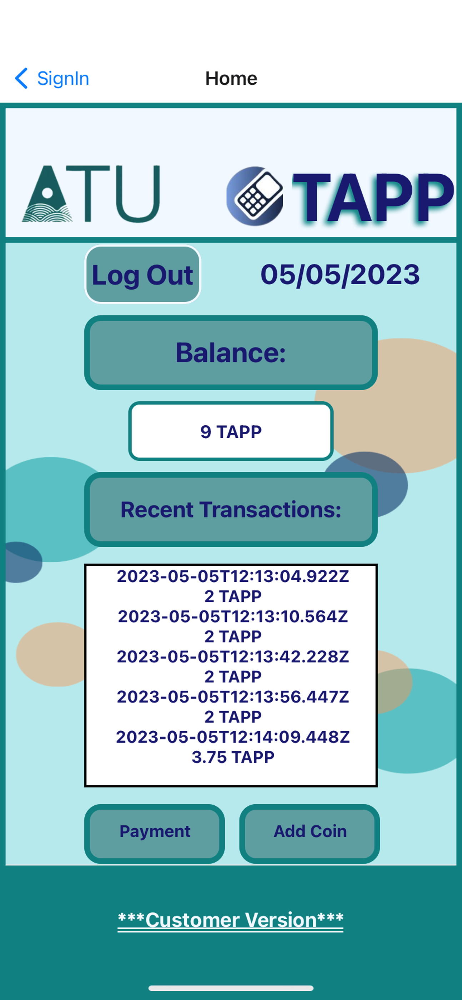 SignIn
Home
ATU
TAPP
Log Out
05/05/2023
Balance:
9 TAPP
Recent Transactions:
2023-05-05T12:13:04.922Z
2 TAPP
2023-05-05T12:13:10.564Z
2 TAPP
2023-05-05T12:13:42.228Z
2 TAPP
2023-05-05T12:13:56.447Z
2 TAPP
2023-05-05T12:14:09.448Z
3.75 TAPP
Payment
Add Coin
***Customer Version***